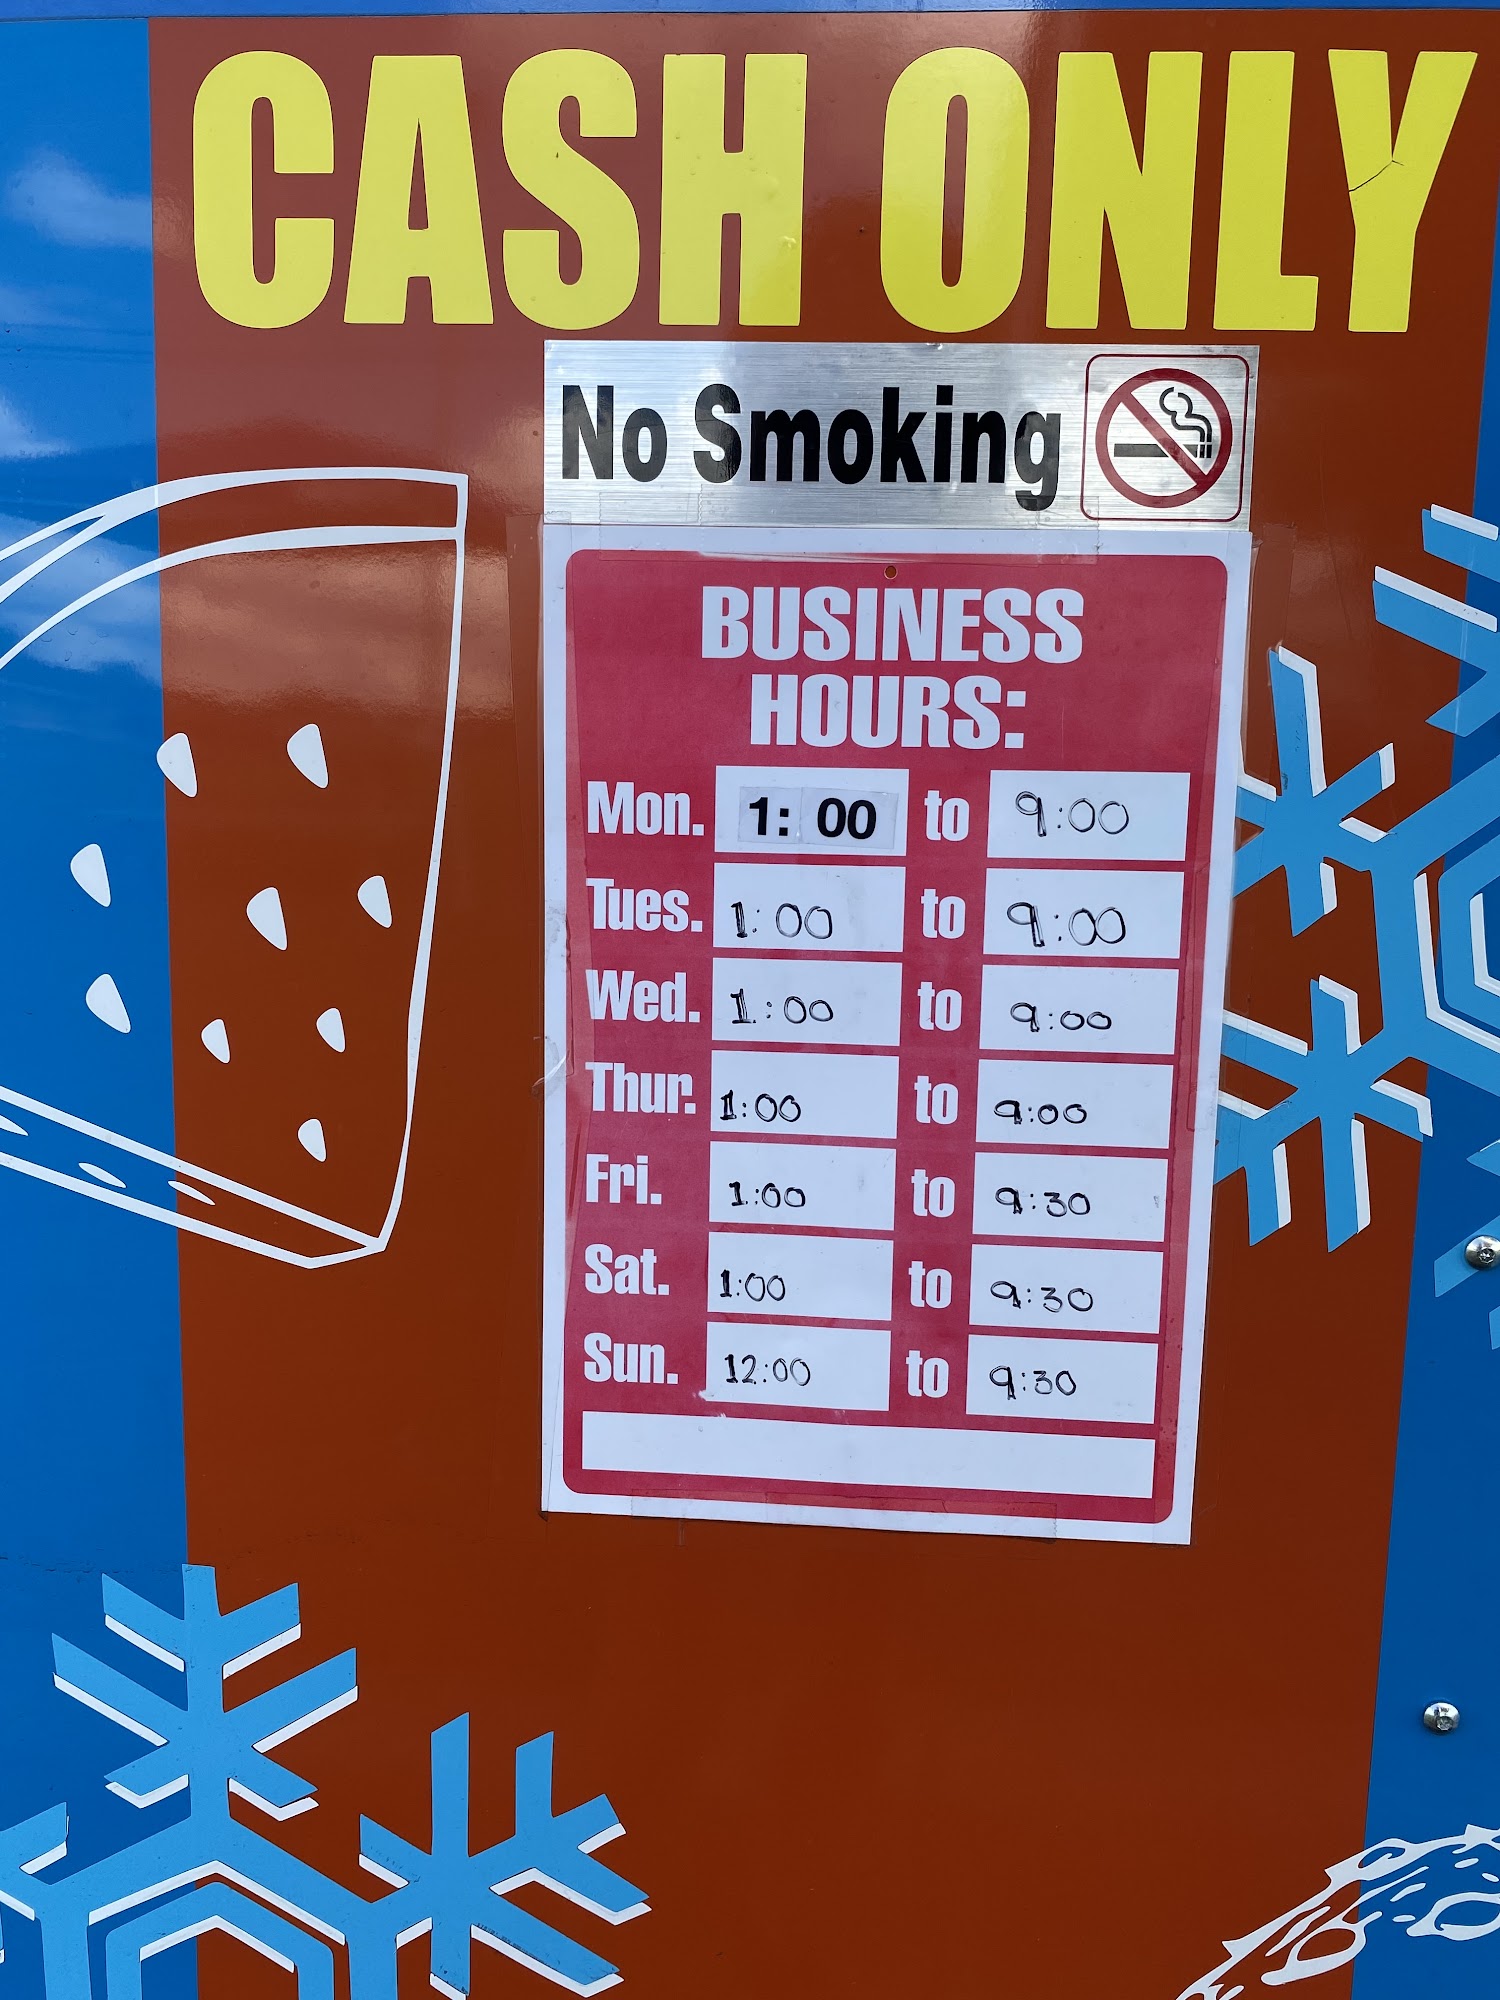 CASH ONLY
No Smoking
BUSINESS
HOURS:
Mon. 1:00 to 9:00
Tues. 1:00 to 9:00
Wed. 1:00 to 9:00
Thur. 1:00 to 9:00
Fri. 1:00 to 9:30
Sat. 1:00 to 9:30
Sun. 12:00 to 9:30